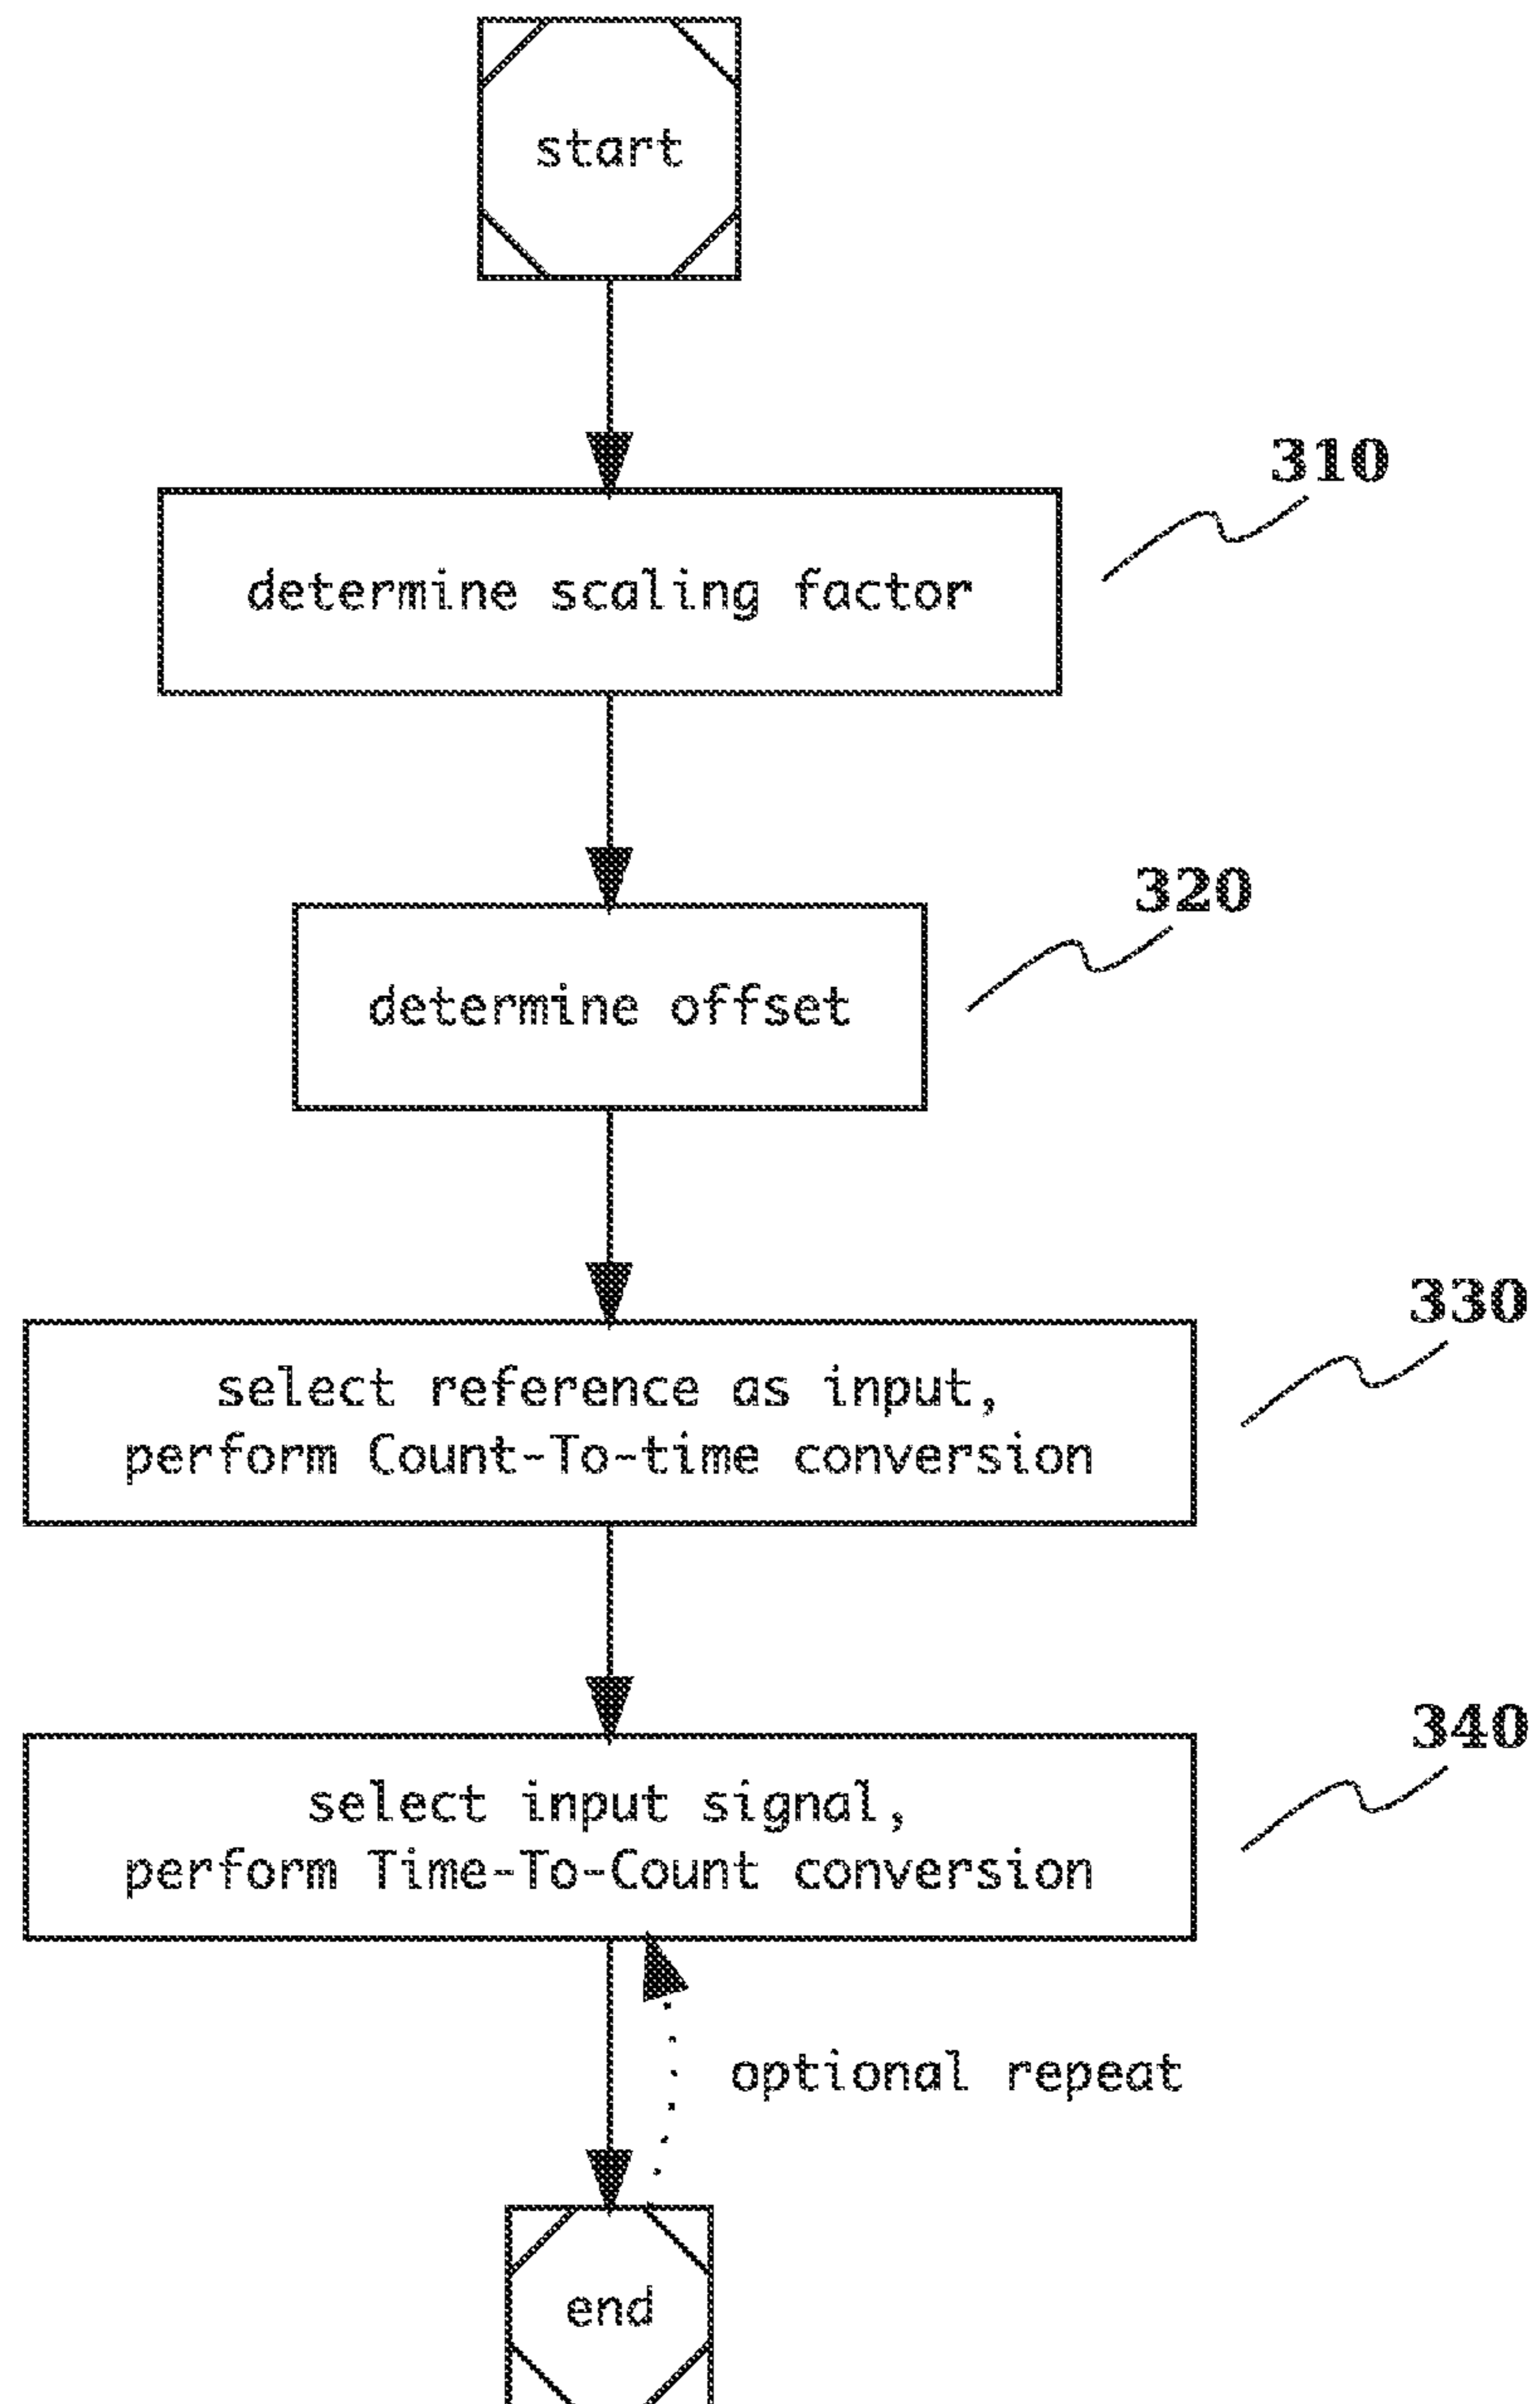 start
310
determine scaling factor
320
determine offset
330
select reference as input,
perform Count-To-time conversion
340
select input signal,
perform Time-To-Count conversion
optional repeat
end